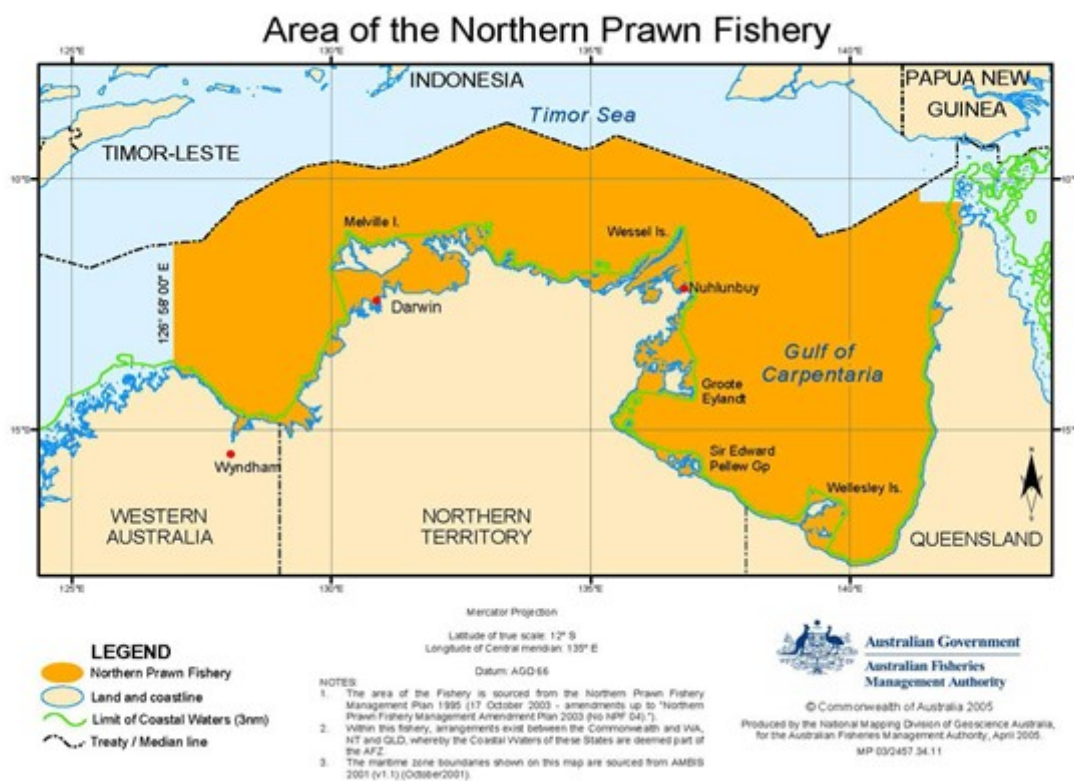 Area of the Northern Prawn Fishery
125°E
130°E
135°E
140°E
INDONESIA
PAPUA NEW
GUINEA
Timor Sea
TIMOR-LESTE
10°S
10°S
Melville I.
Wessel Is.
126° 58' 00" E
Nuhlunbuy
Darwin
Gulf of
Carpentaria
Groote
Eylandt
15°S
15°S
Wyndham
Sir Edward
Pellew Gp
Wellesley Is.
WESTERN
AUSTRALIA
NORTHERN
TERRITORY
QUEENSLAND
N
125°E
130°E
135°E
140°E
LEGEND
Northern Prawn Fishery
Land and coastline
Limit of Coastal Waters (3nm)
Treaty / Median line
Mercator Projection
Latitude of true scale: 12° S
Longitude of Central meridian: 135° E
Datum: AGD66
NOTES:
1. The area of the Fishery is sourced from the Northern Prawn Fishery
Management Plan 1995 (17 October 2003 - amendments up to "Northern
Prawn Fishery Management Amendment Plan 2003 (No NPF 04).").
2. Within this fishery, arrangements exist between the Commonwealth and WA,
NT and QLD, whereby the Coastal Waters of these States are deemed part of
the AFZ.
3. The maritime zone boundaries shown on this map are sourced from AMBIS
2001 (v1.1) (October2001).
Australian Government
Australian Fisheries
Management Authority
© Commonwealth of Australia 2005
Produced by the National Mapping Division of Geoscience Australia,
for the Australian Fisheries Management Authority, April 2005.
MP 03/2457.34.11